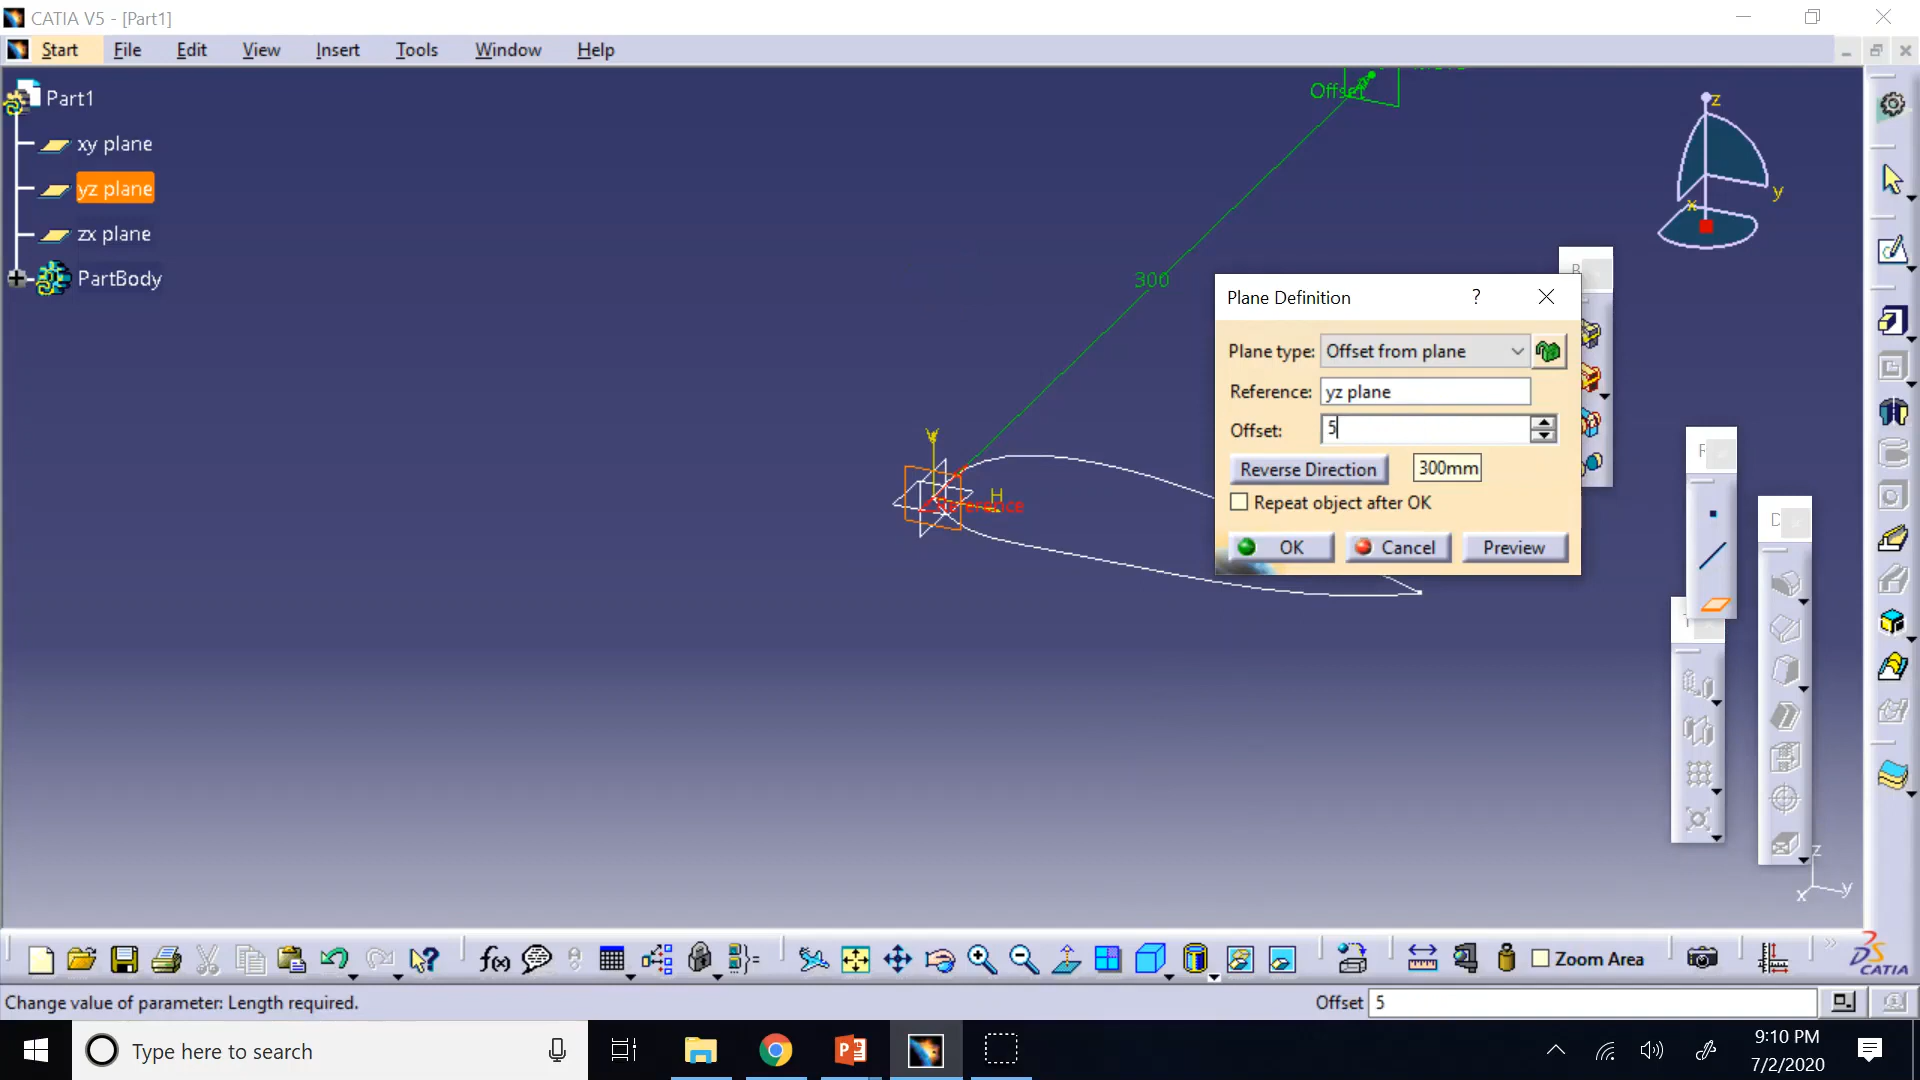 CATIA V5 - [Part1]
Start File Edit View Insert Tools Window Help
Part1
xy plane
yz plane
zx plane
PartBody
Offset
300
V
H
z
y
x
Plane Definition ?
Plane type: Offset from plane
Reference: yz plane
Offset: 5
Reverse Direction 300mm
Repeat object after OK
OK Cancel Preview
z
y
x
f(x)
Zoom Area
CATIA
Change value of parameter: Length required.
Offset 5
Type here to search
9:10 PM
7/2/2020